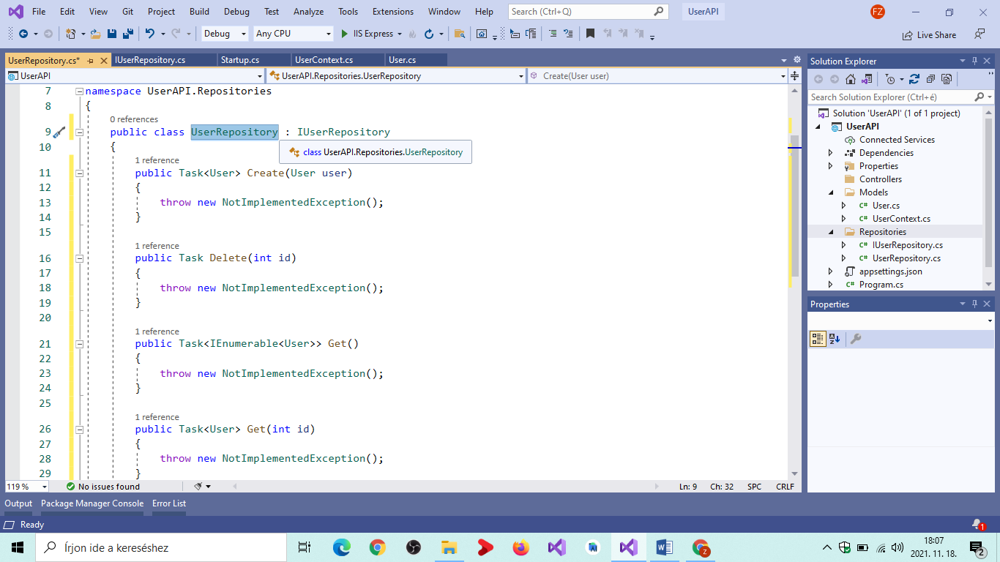 File Edit View Git Project Build Debug Test Analyze Tools Extensions Window Help Search (Ctrl+Q) UserAPI FZ
Debug Any CPU IIS Express Live Share
UserRepository.cs* IUserRepository.cs Startup.cs UserContext.cs User.cs
UserAPI UserAPI.Repositories.UserRepository Create(User user)
7 namespace UserAPI.Repositories
8 {
0 references
9 public class UserRepository : IUserRepository
10 {
class UserAPI.Repositories.UserRepository
1 reference
11 public Task<User> Create(User user)
12 {
13 throw new NotImplementedException();
14 }
15
1 reference
16 public Task Delete(int id)
17 {
18 throw new NotImplementedException();
19 }
20
1 reference
21 public Task<IEnumerable<User>> Get()
22 {
23 throw new NotImplementedException();
24 }
25
1 reference
26 public Task<User> Get(int id)
27 {
28 throw new NotImplementedException();
29 }
119 % No issues found Ln: 9 Ch: 32 SPC CRLF
Solution Explorer
Search Solution Explorer (Ctrl+é)
Solution 'UserAPI' (1 of 1 project)
UserAPI
Connected Services
Dependencies
Properties
Controllers
Models
C# User.cs
C# UserContext.cs
Repositories
C# IUserRepository.cs
C# UserRepository.cs
appsettings.json
C# Program.cs
Properties
Output Package Manager Console Error List
Ready 1
Írjon ide a kereséshez
18:07
2021. 11. 18.
2